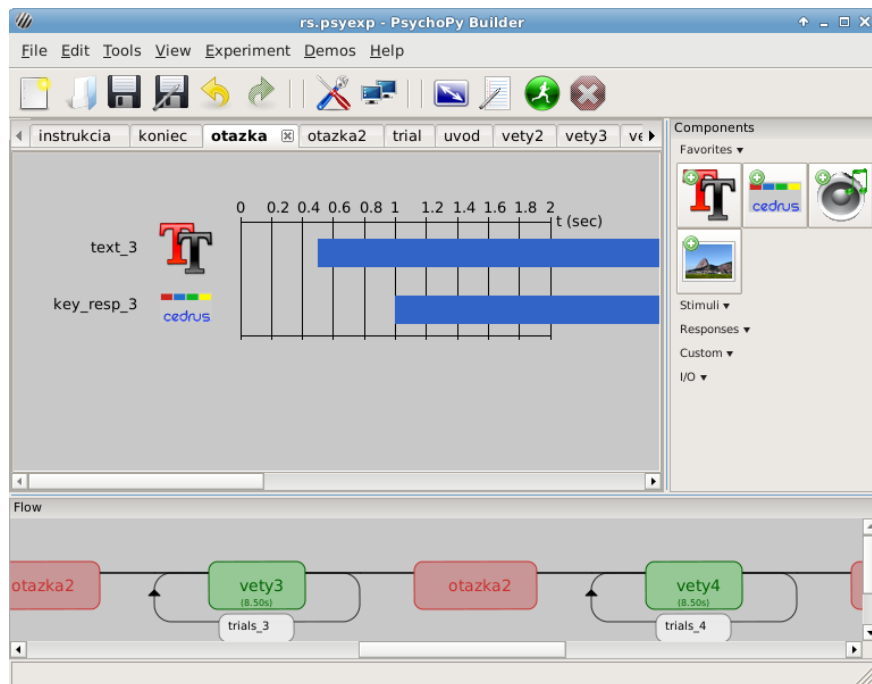 rs.psyexp - PsychoPy Builder
File Edit Tools View Experiment Demos Help
instrukcia koniec otazka otazka2 trial uvod vety2 vety3
Components
Favorites
cedrus
Stimuli
Responses
Custom
I/O
0 0.2 0.4 0.6 0.8 1 1.2 1.4 1.6 1.8 2
t (sec)
text_3
key_resp_3
cedrus
Flow
otazka2 vety3 otazka2 vety4
(8.50s) (8.50s)
trials_3 trials_4